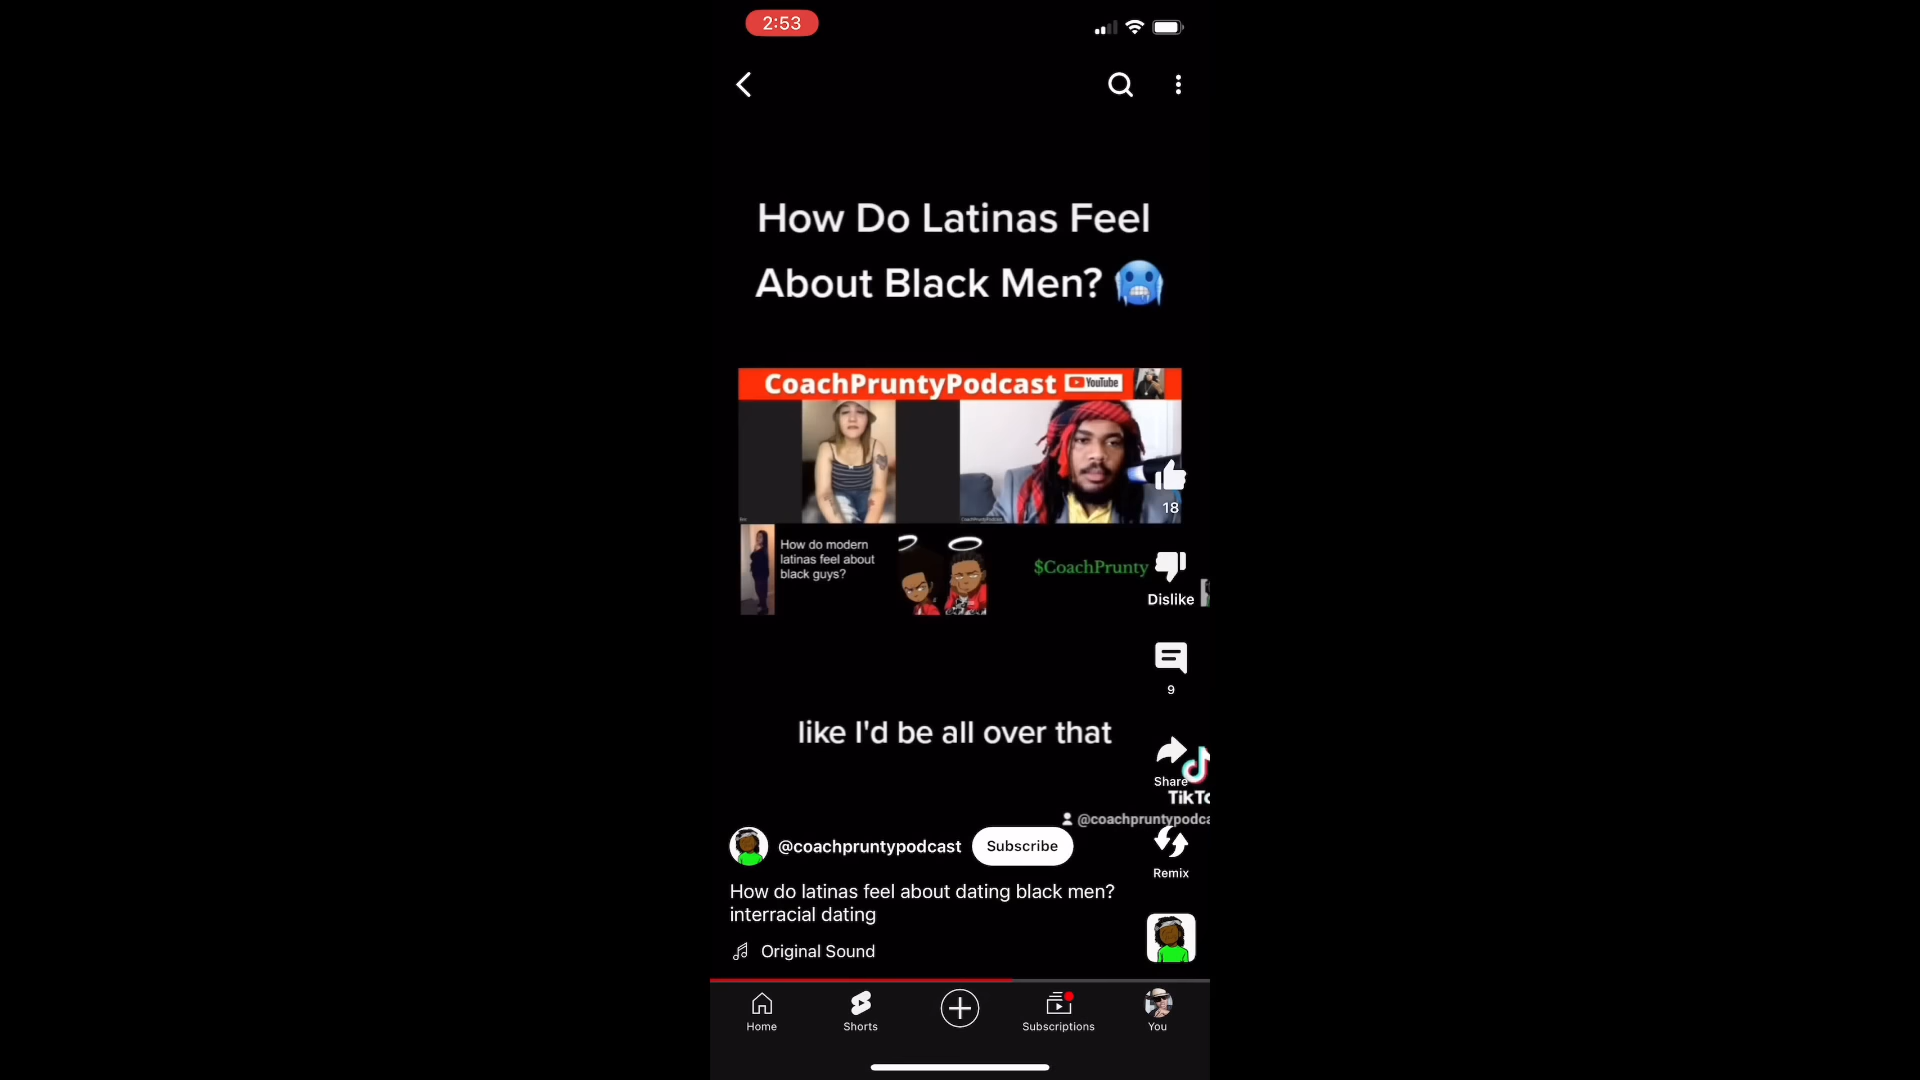 2:53
How Do Latinas Feel
About Black Men?
CoachPruntyPodcast YouTube
How do modern
latinas feel about
black guys?
$CoachPrunty
18
Dislike
9
like I'd be all over that
Share
TikTo
@coachpruntypodca
@coachpruntypodcast Subscribe
Remix
How do latinas feel about dating black men?
interracial dating
Original Sound
Home Shorts Subscriptions You